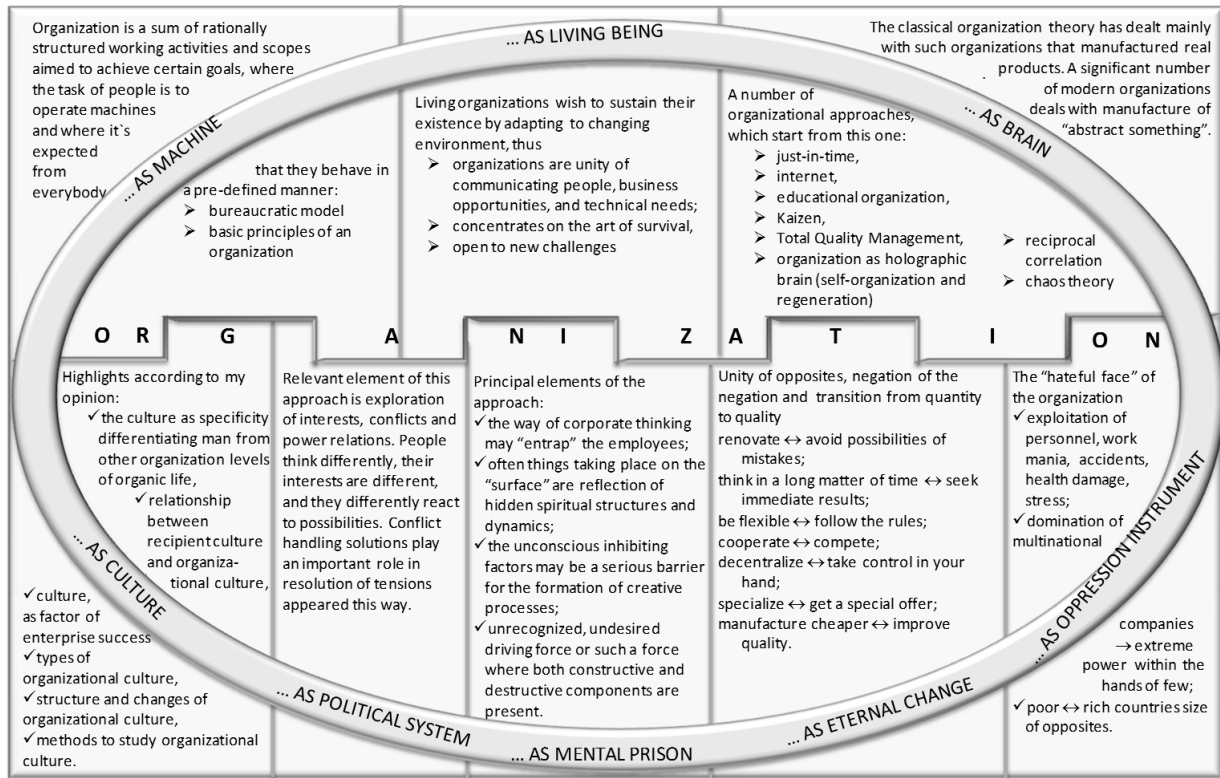 Organization is a sum of rationally
structured working activities and scopes
aimed to achieve certain goals, where
the task of people is to
operate machines
and where it`s
expected
from
everybody
... AS MACHINE
that they behave in
a pre-defined manner:
➢ bureaucratic model
➢ basic principles of an
organization
... AS LIVING BEING
Living organizations wish to sustain their
existence by adapting to changing
environment, thus
➢ organizations are unity of
communicating people, business
opportunities, and technical needs;
➢ concentrates on the art of survival,
➢ open to new challenges
The classical organization theory has dealt mainly
with such organizations that manufactured real
products. A significant number
of modern organizations
deals with manufacture of
“abstract something”.
... AS BRAIN
A number of
organizational approaches,
which start from this one:
➢ just-in-time,
➢ internet,
➢ educational organization,
➢ Kaizen,
➢ Total Quality Management,
➢ organization as holographic
brain (self-organization and
regeneration)
➢ reciprocal
correlation
➢ chaos theory
O R G A N I Z A T I O N
Highlights according to my
opinion:
✓ the culture as specificity
differentiating man from
other organization levels
of organic life,
✓ relationship
between
recipient culture
and organiza-
tional culture,
... AS CULTURE
✓ culture,
as factor of
enterprise success
✓ types of
organizational culture,
✓ structure and changes of
organizational culture,
✓ methods to study organizational
culture.
Relevant element of this
approach is exploration
of interests, conflicts and
power relations. People
think differently, their
interests are different,
and they differently react
to possibilities. Conflict
handling solutions play
an important role in
resolution of tensions
appeared this way.
... AS POLITICAL SYSTEM
Principal elements of the
approach:
✓ the way of corporate thinking
may “entrap” the employees;
✓ often things taking place on the
“surface” are reflection of
hidden spiritual structures and
dynamics;
✓ the unconscious inhibiting
factors may be a serious barrier
for the formation of creative
processes;
✓ unrecognized, undesired
driving force or such a force
where both constructive and
destructive components are
present.
... AS MENTAL PRISON
Unity of opposites, negation of the
negation and transition from quantity
to quality
renovate ↔ avoid possibilities of
mistakes;
think in a long matter of time ↔ seek
immediate results;
be flexible ↔ follow the rules;
cooperate ↔ compete;
decentralize ↔ take control in your
hand;
specialize ↔ get a special offer;
manufacture cheaper ↔ improve
quality.
... AS ETERNAL CHANGE
The “hateful face” of
the organization
✓ exploitation of
personnel, work
mania, accidents,
health damage,
stress;
✓ domination of
multinational
... AS OPPRESSION INSTRUMENT
companies
→ extreme
power within the
hands of few;
✓ poor ↔ rich countries size
of opposites.